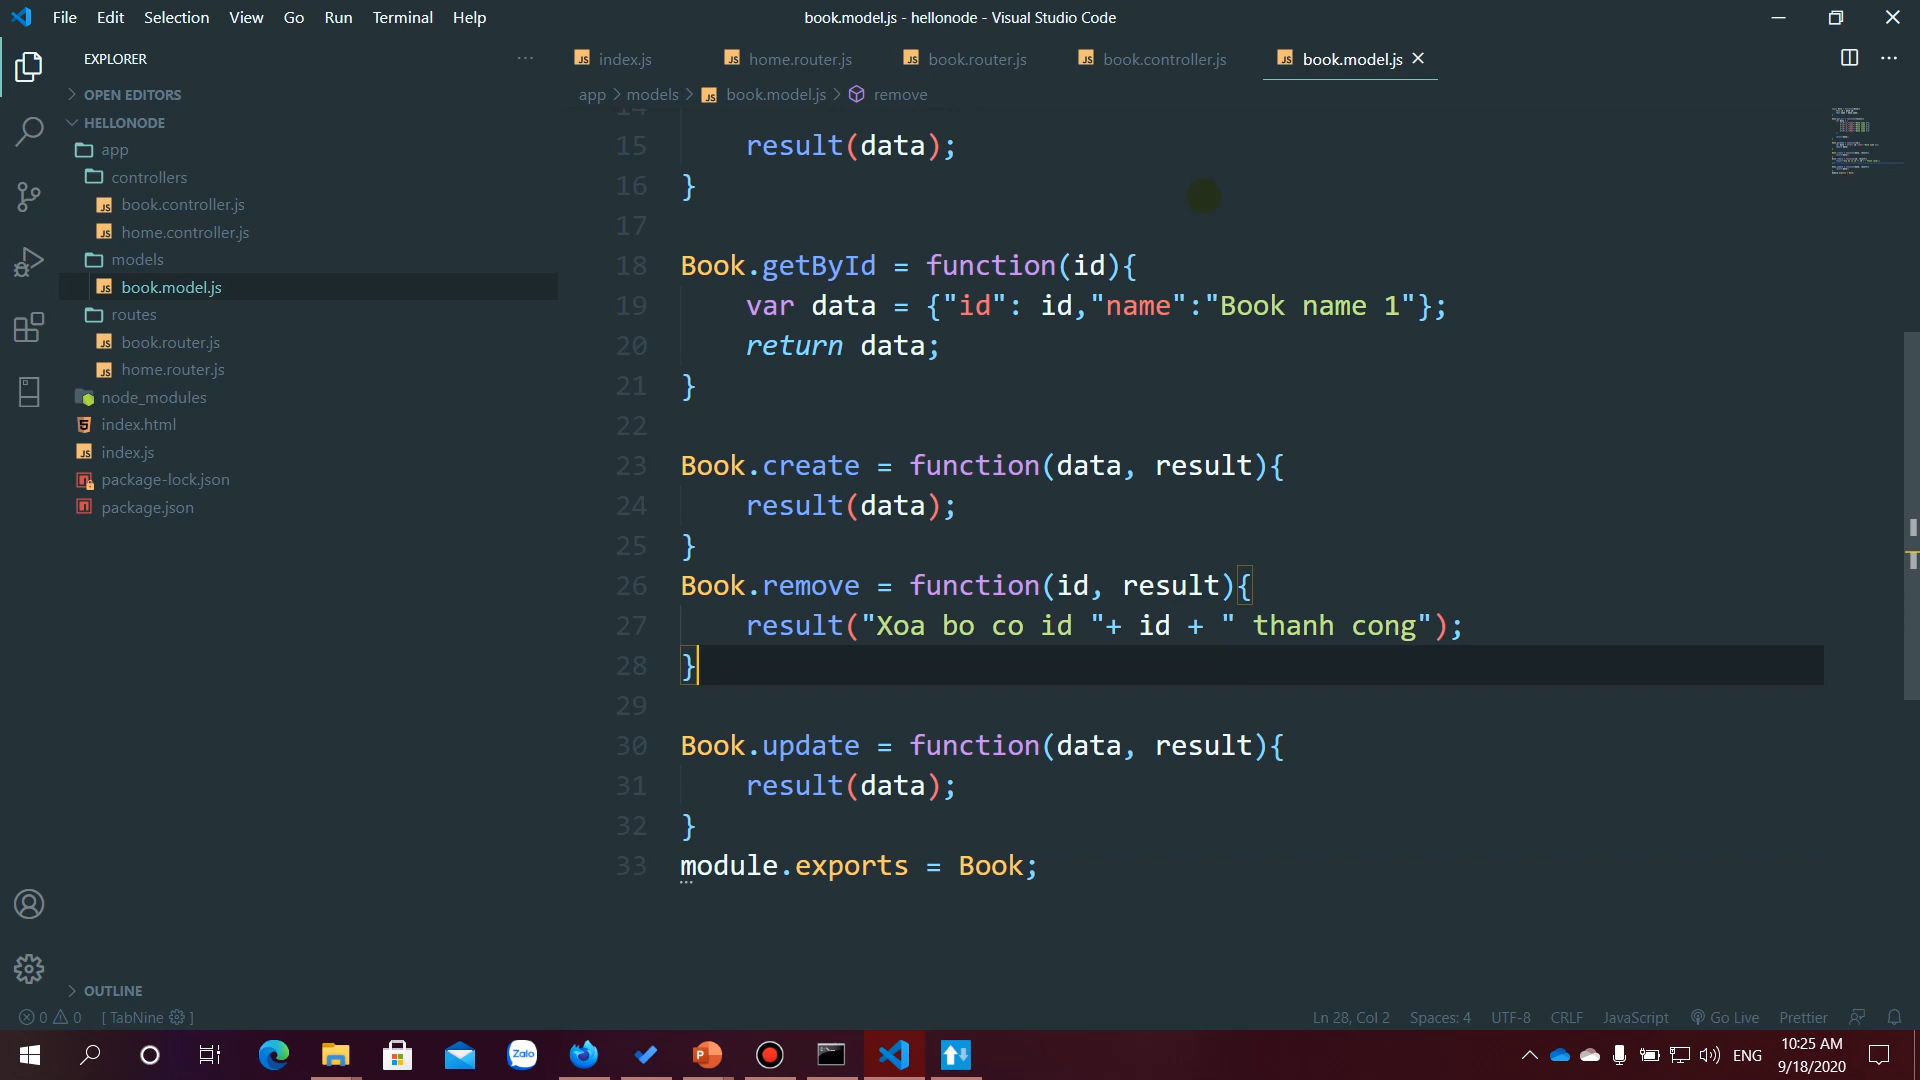 File Edit Selection View Go Run Terminal Help
book.model.js - hellonode - Visual Studio Code
EXPLORER
OPEN EDITORS
HELLONODE
app
controllers
book.controller.js
home.controller.js
models
book.model.js
routes
book.router.js
home.router.js
node_modules
index.html
index.js
package-lock.json
package.json
OUTLINE
index.js home.router.js book.router.js book.controller.js book.model.js
app > models > book.model.js > remove
14
15 result(data);
16 }
17
18 Book.getById = function(id){
19 var data = {"id": id,"name":"Book name 1"};
20 return data;
21 }
22
23 Book.create = function(data, result){
24 result(data);
25 }
26 Book.remove = function(id, result){
27 result("Xoa bo co id "+ id + " thanh cong");
28 }
29
30 Book.update = function(data, result){
31 result(data);
32 }
33 module.exports = Book;
0 0 [ TabNine ]
Ln 28, Col 2 Spaces: 4 UTF-8 CRLF JavaScript Go Live Prettier
Zalo
ENG
10:25 AM
9/18/2020